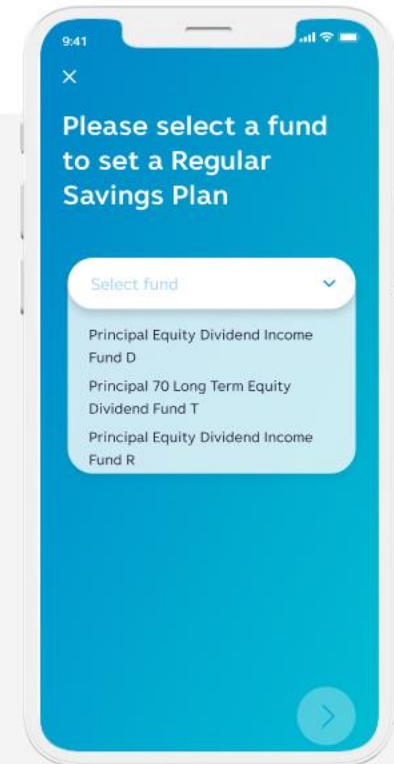 9:41
Please select a fund
to set a Regular
Savings Plan
Select fund
Principal Equity Dividend Income
Fund D
Principal 70 Long Term Equity
Dividend Fund T
Principal Equity Dividend Income
Fund R